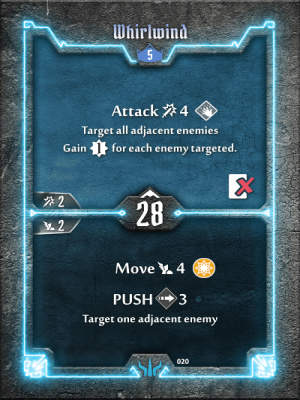 Whirlwind
5
Attack 4
Target all adjacent enemies
Gain 1 for each enemy targeted.
2
28
2
Move 4
PUSH 3
Target one adjacent enemy
020